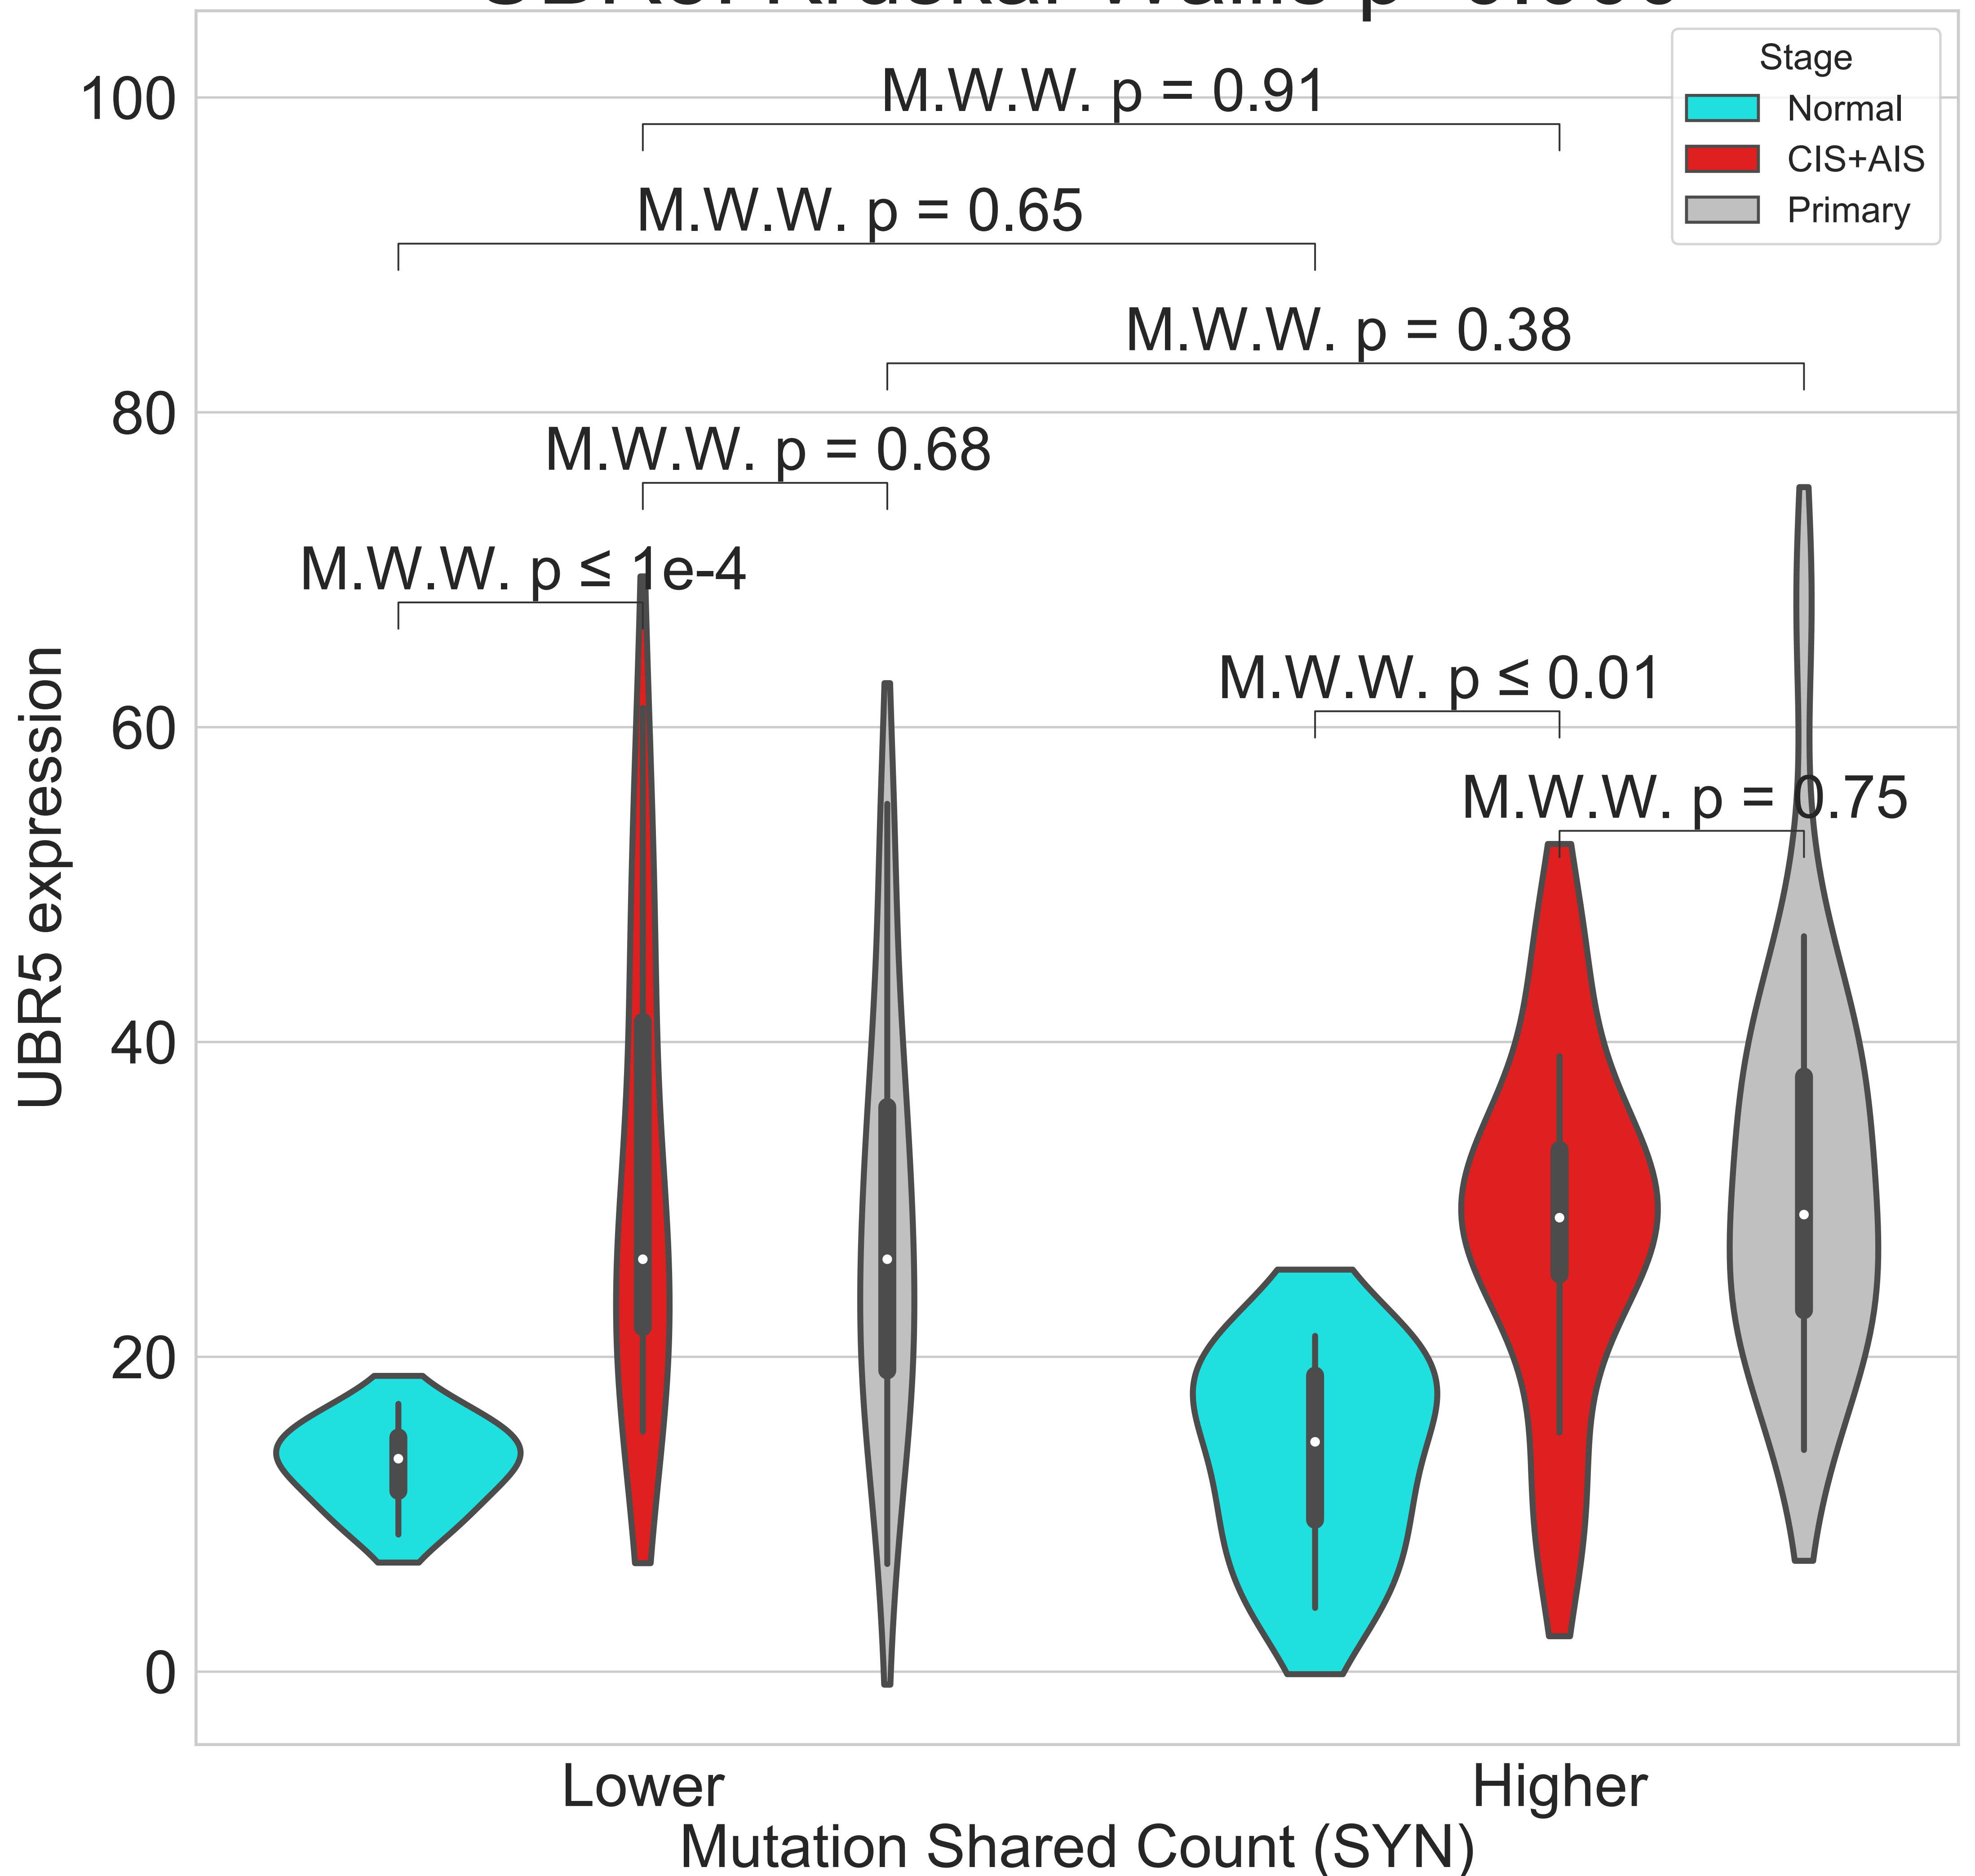 Stage
Normal
CIS+AIS
Primary
M.W.W. p = 0.91
M.W.W. p = 0.65
M.W.W. p = 0.38
M.W.W. p = 0.68
M.W.W. p ≤ 1e-4
M.W.W. p ≤ 0.01
M.W.W. p = 0.75
100
80
60
40
20
0
UBR5 expression
Lower
Higher
Mutation Shared Count (SYN)